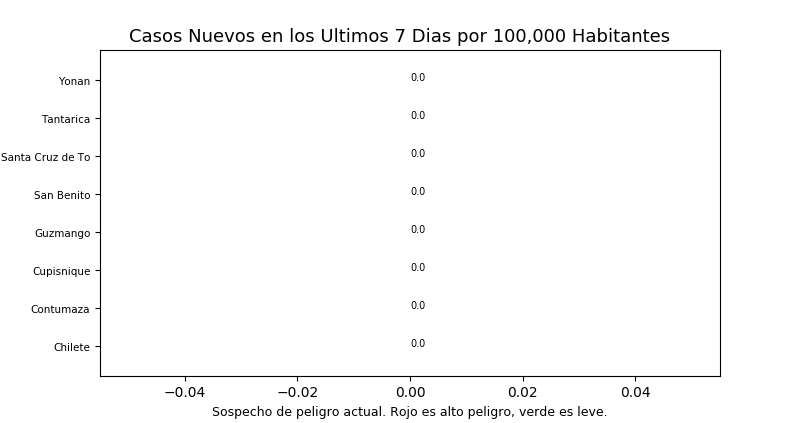 Casos Nuevos en los Ultimos 7 Dias por 100,000 Habitantes
Yonan 0.0
Tantarica 0.0
Santa Cruz de To 0.0
San Benito 0.0
Guzmango 0.0
Cupisnique 0.0
Contumaza 0.0
Chilete 0.0
−0.04 −0.02 0.00 0.02 0.04
Sospecho de peligro actual. Rojo es alto peligro, verde es leve.